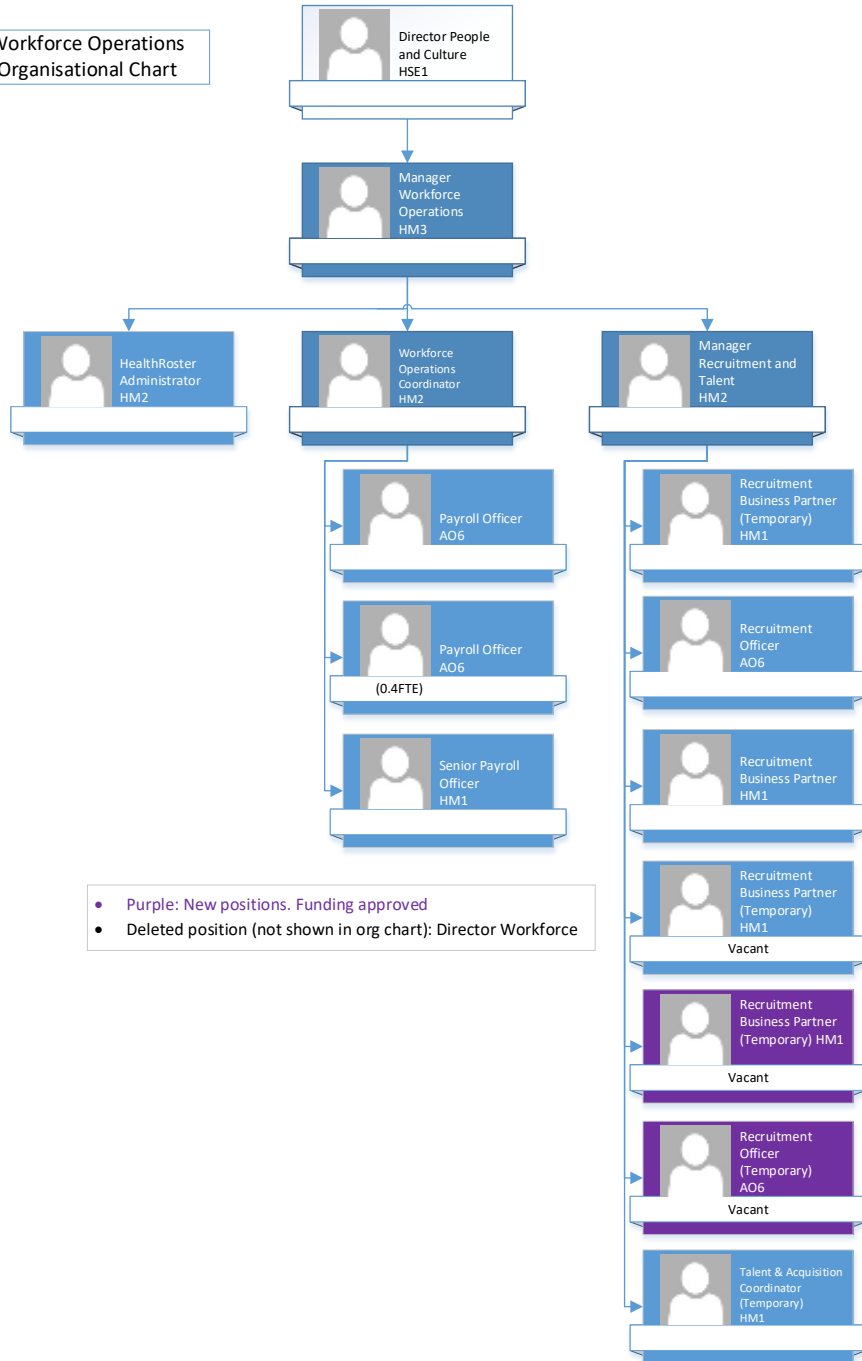 Workforce Operations
Organisational Chart
Director People
and Culture
HSE1
Manager
Workforce
Operations
HM3
HealthRoster
Administrator
HM2
Workforce
Operations
Coordinator
HM2
Manager
Recruitment and
Talent
HM2
Payroll Officer
AO6
Payroll Officer
AO6
(0.4FTE)
Senior Payroll
Officer
HM1
Recruitment
Business Partner
(Temporary)
HM1
Recruitment
Officer
AO6
Recruitment
Business Partner
HM1
Recruitment
Business Partner
(Temporary)
HM1
Vacant
Recruitment
Business Partner
(Temporary) HM1
Vacant
Recruitment
Officer
(Temporary)
AO6
Vacant
Talent & Acquisition
Coordinator
(Temporary)
HM1
• Purple: New positions. Funding approved
• Deleted position (not shown in org chart): Director Workforce